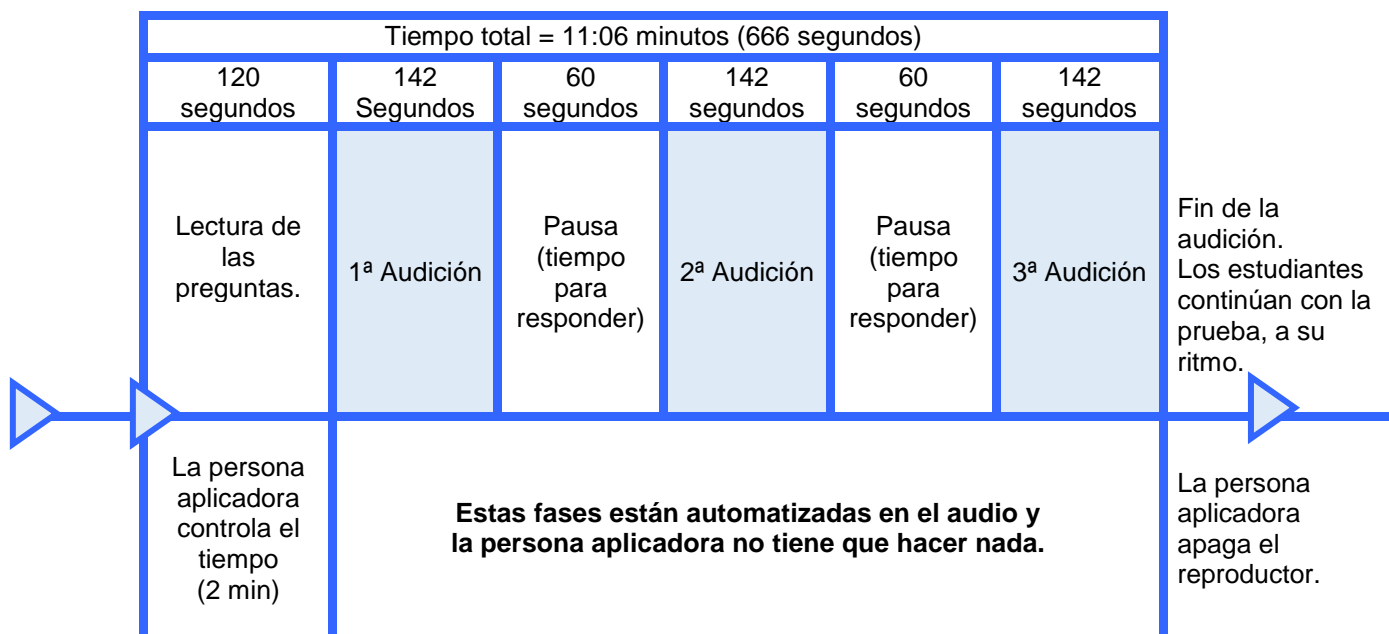 Tiempo total = 11:06 minutos (666 segundos)
120
segundos
142
Segundos
60
segundos
142
segundos
60
segundos
142
segundos
Lectura de
las
preguntas.
1ª Audición
Pausa
(tiempo
para
responder)
2ª Audición
Pausa
(tiempo
para
responder)
3ª Audición
Fin de la
audición.
Los estudiantes
continúan con la
prueba, a su
ritmo.
La persona
aplicadora
controla el
tiempo
(2 min)
Estas fases están automatizadas en el audio y
la persona aplicadora no tiene que hacer nada.
La persona
aplicadora
apaga el
reproductor.